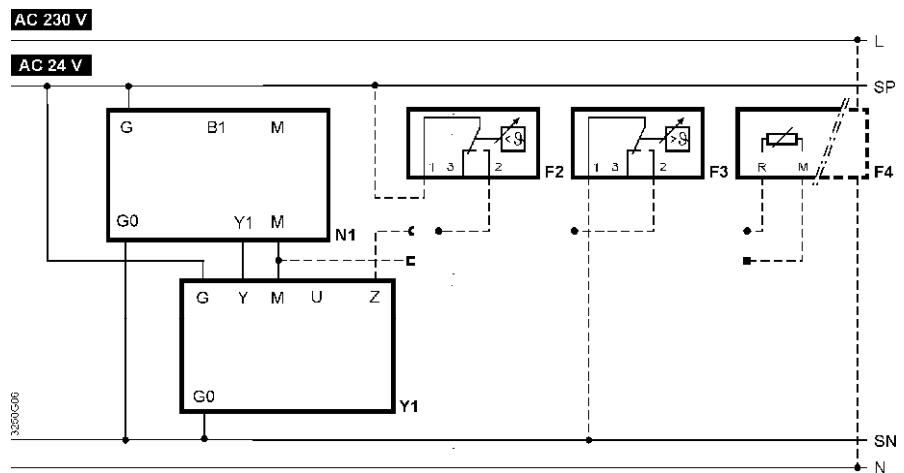 AC 230 V
L
AC 24 V
SP
G B1 M
G0 Y1 M
N1
<ϑ
1 3 2
F2
>ϑ
1 3 2
F3
R M
F4
G Y M U Z
G0
Y1
3250G06
SN
N